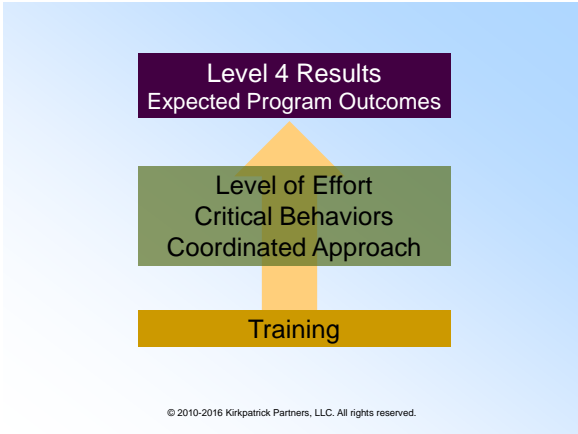 Level 4 Results
Expected Program Outcomes
Level of Effort
Critical Behaviors
Coordinated Approach
Training
© 2010-2016 Kirkpatrick Partners, LLC. All rights reserved.